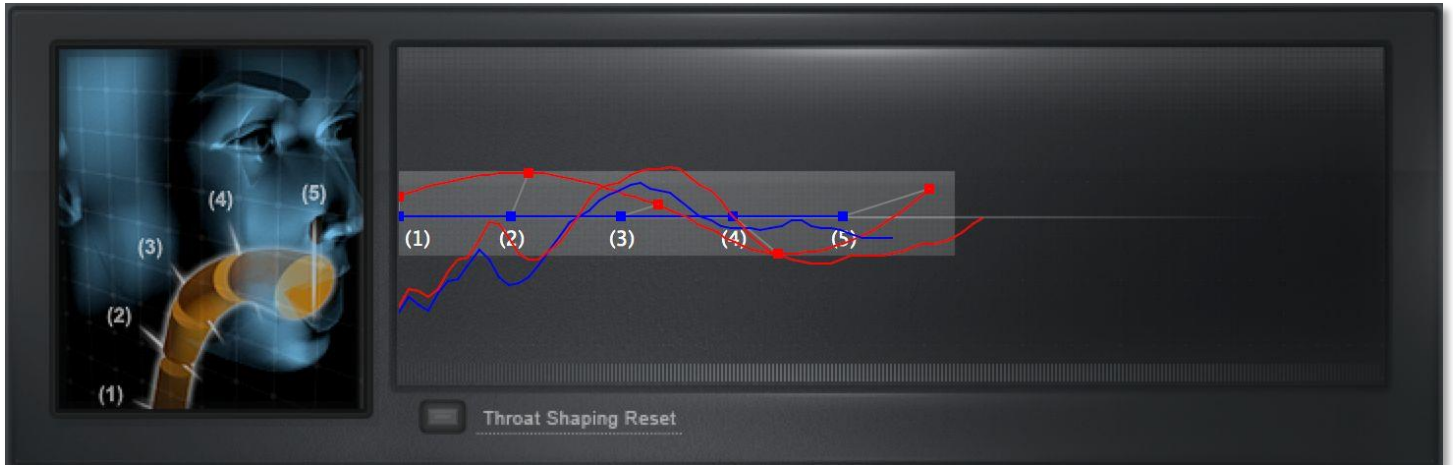 (4)
(5)
(3)
(2)
(1)
(1) (2) (3) (4) (5)
Throat Shaping Reset